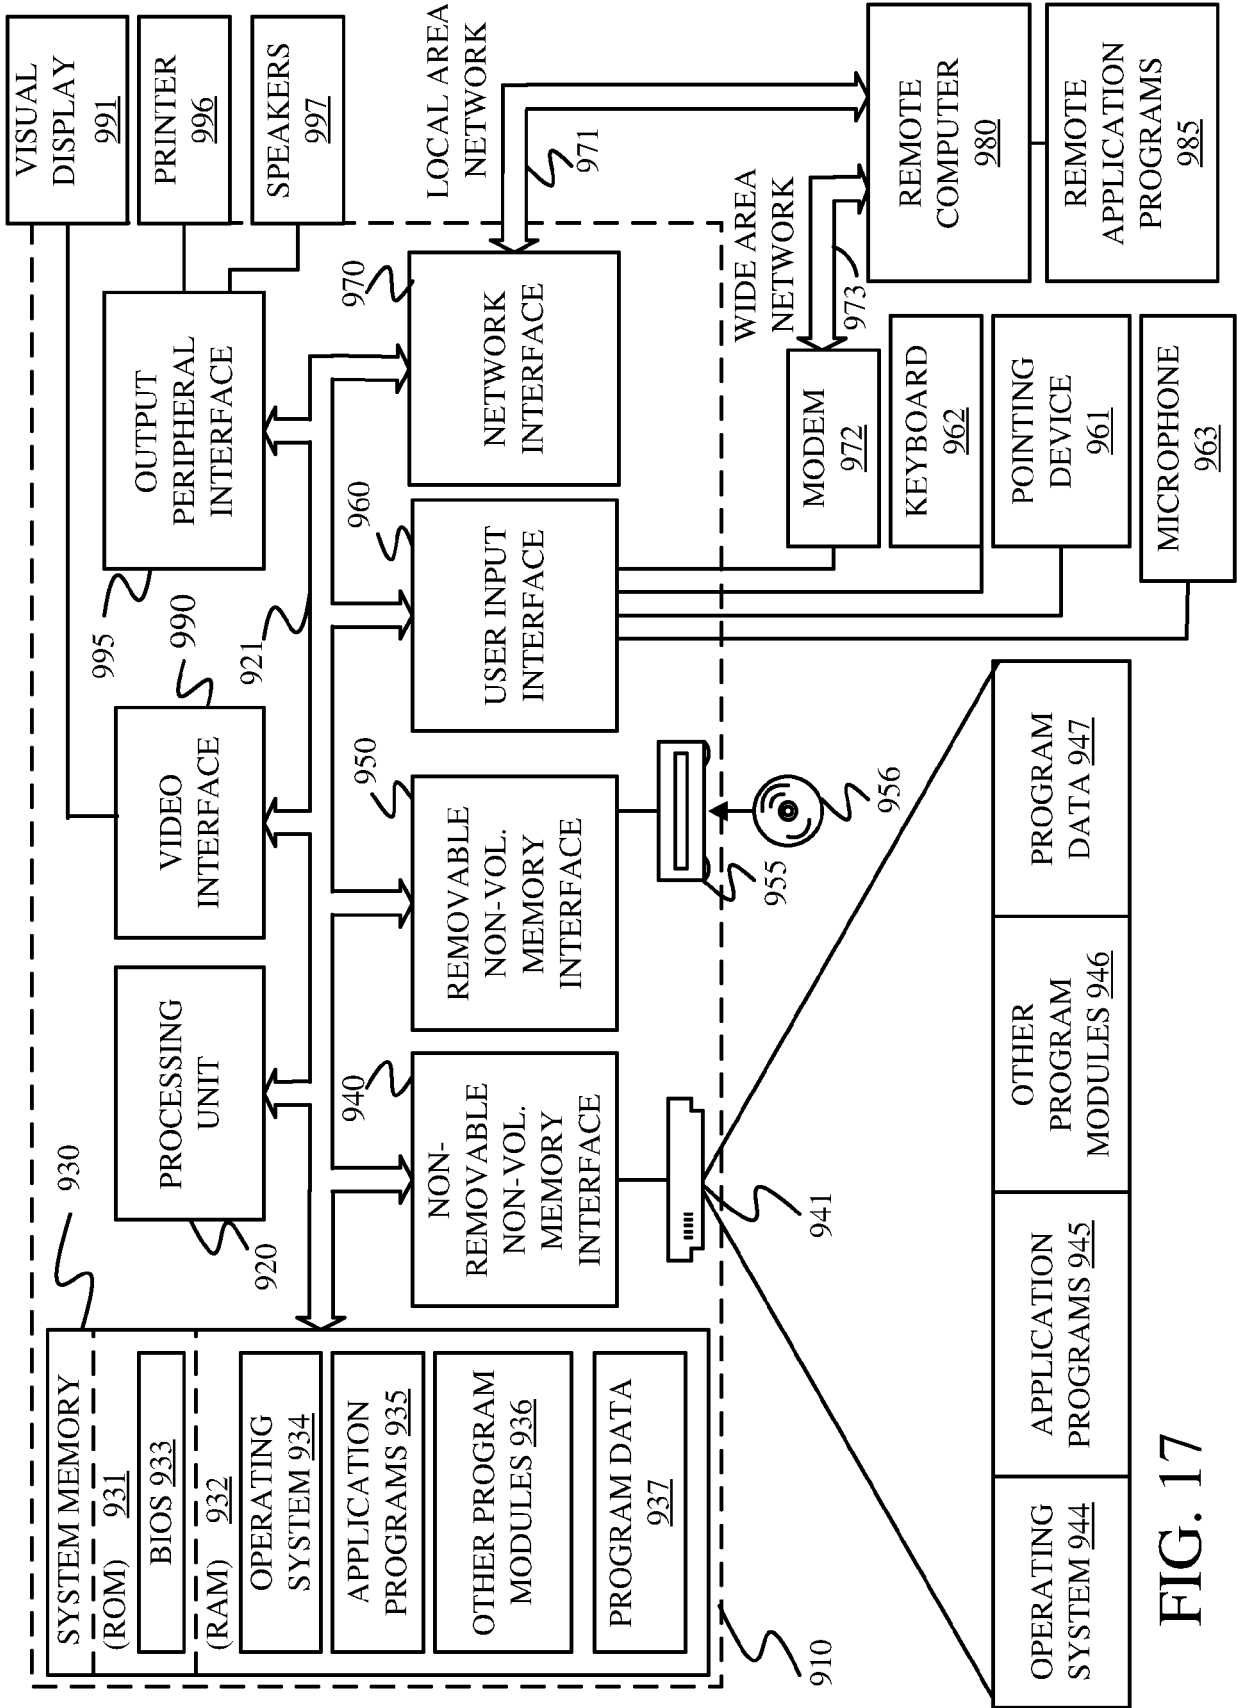 SYSTEM MEMORY
(ROM) 931
BIOS 933
(RAM) 932
OPERATING
SYSTEM 934
APPLICATION
PROGRAMS 935
OTHER PROGRAM
MODULES 936
PROGRAM DATA
937
910
930
PROCESSING
UNIT
920
VIDEO
INTERFACE
990
921
OUTPUT
PERIPHERAL
INTERFACE
995
VISUAL
DISPLAY
991
PRINTER
996
SPEAKERS
997
NON-
REMOVABLE
NON-VOL.
MEMORY
INTERFACE
940
REMOVABLE
NON-VOL.
MEMORY
INTERFACE
950
USER INPUT
INTERFACE
960
NETWORK
INTERFACE
970
LOCAL AREA
NETWORK
971
941
955
956
WIDE AREA
NETWORK
973
MODEM
972
KEYBOARD
962
POINTING
DEVICE
961
MICROPHONE
963
REMOTE
COMPUTER
980
REMOTE
APPLICATION
PROGRAMS
985
OPERATING
SYSTEM 944
APPLICATION
PROGRAMS 945
OTHER
PROGRAM
MODULES 946
PROGRAM
DATA 947
FIG. 17